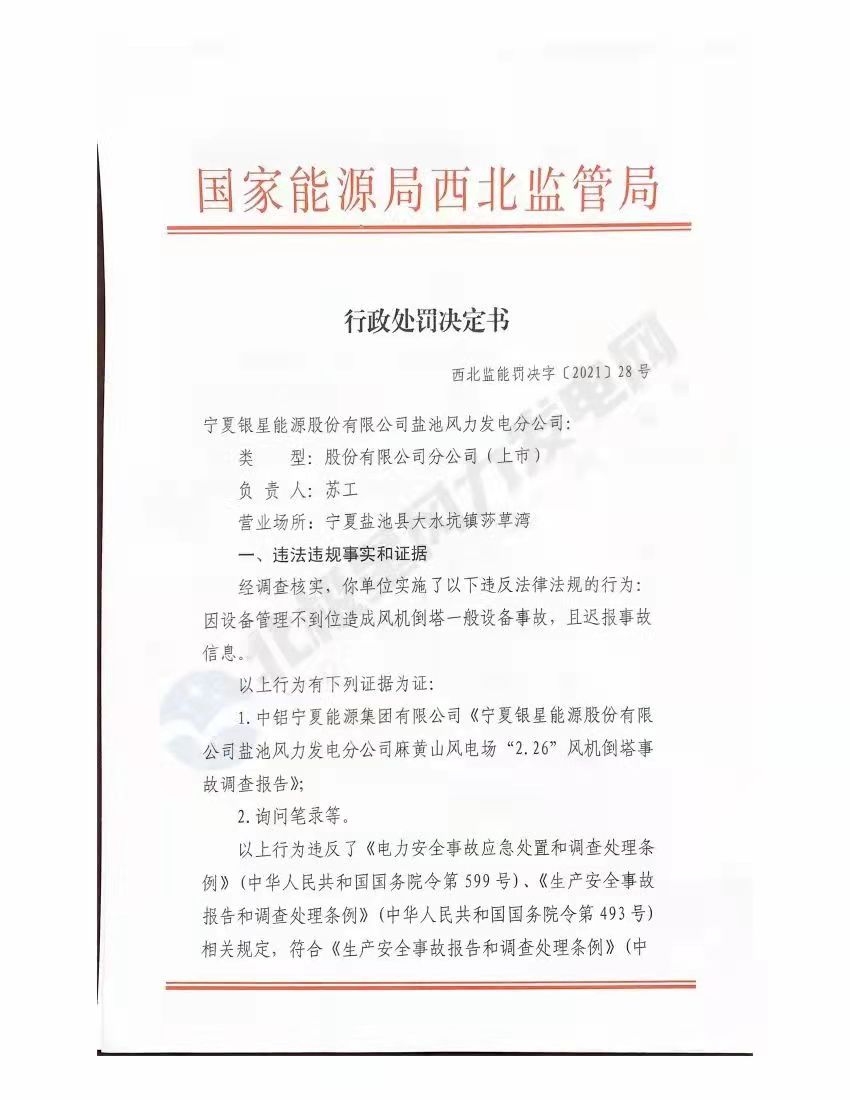 国家能源局西北监管局
行政处罚决定书
西北监能罚决字〔2021〕28号
宁夏银星能源股份有限公司盐池风力发电分公司:
类 型: 股份有限公司分公司(上市)
负 责 人: 苏工
营业场所: 宁夏盐池县大水坑镇莎草湾
一、违法违规事实和证据
经调查核实, 你单位实施了以下违反法律法规的行为:
因设备管理不到位造成风机倒塔一般设备事故, 且迟报事故
信息。
以上行为有下列证据为证:
1.中铝宁夏能源集团有限公司《宁夏银星能源股份有限
公司盐池风力发电分公司麻黄山风电场“2.26”风机倒塔事
故调查报告》;
2.询问笔录等。
以上行为违反了《电力安全事故应急处置和调查处理条
例》(中华人民共和国国务院令第599号)、《生产安全事故
报告和调查处理条例》(中华人民共和国国务院令第493号)
相关规定, 符合《生产安全事故报告和调查处理条例》(中
北极星风力发电网